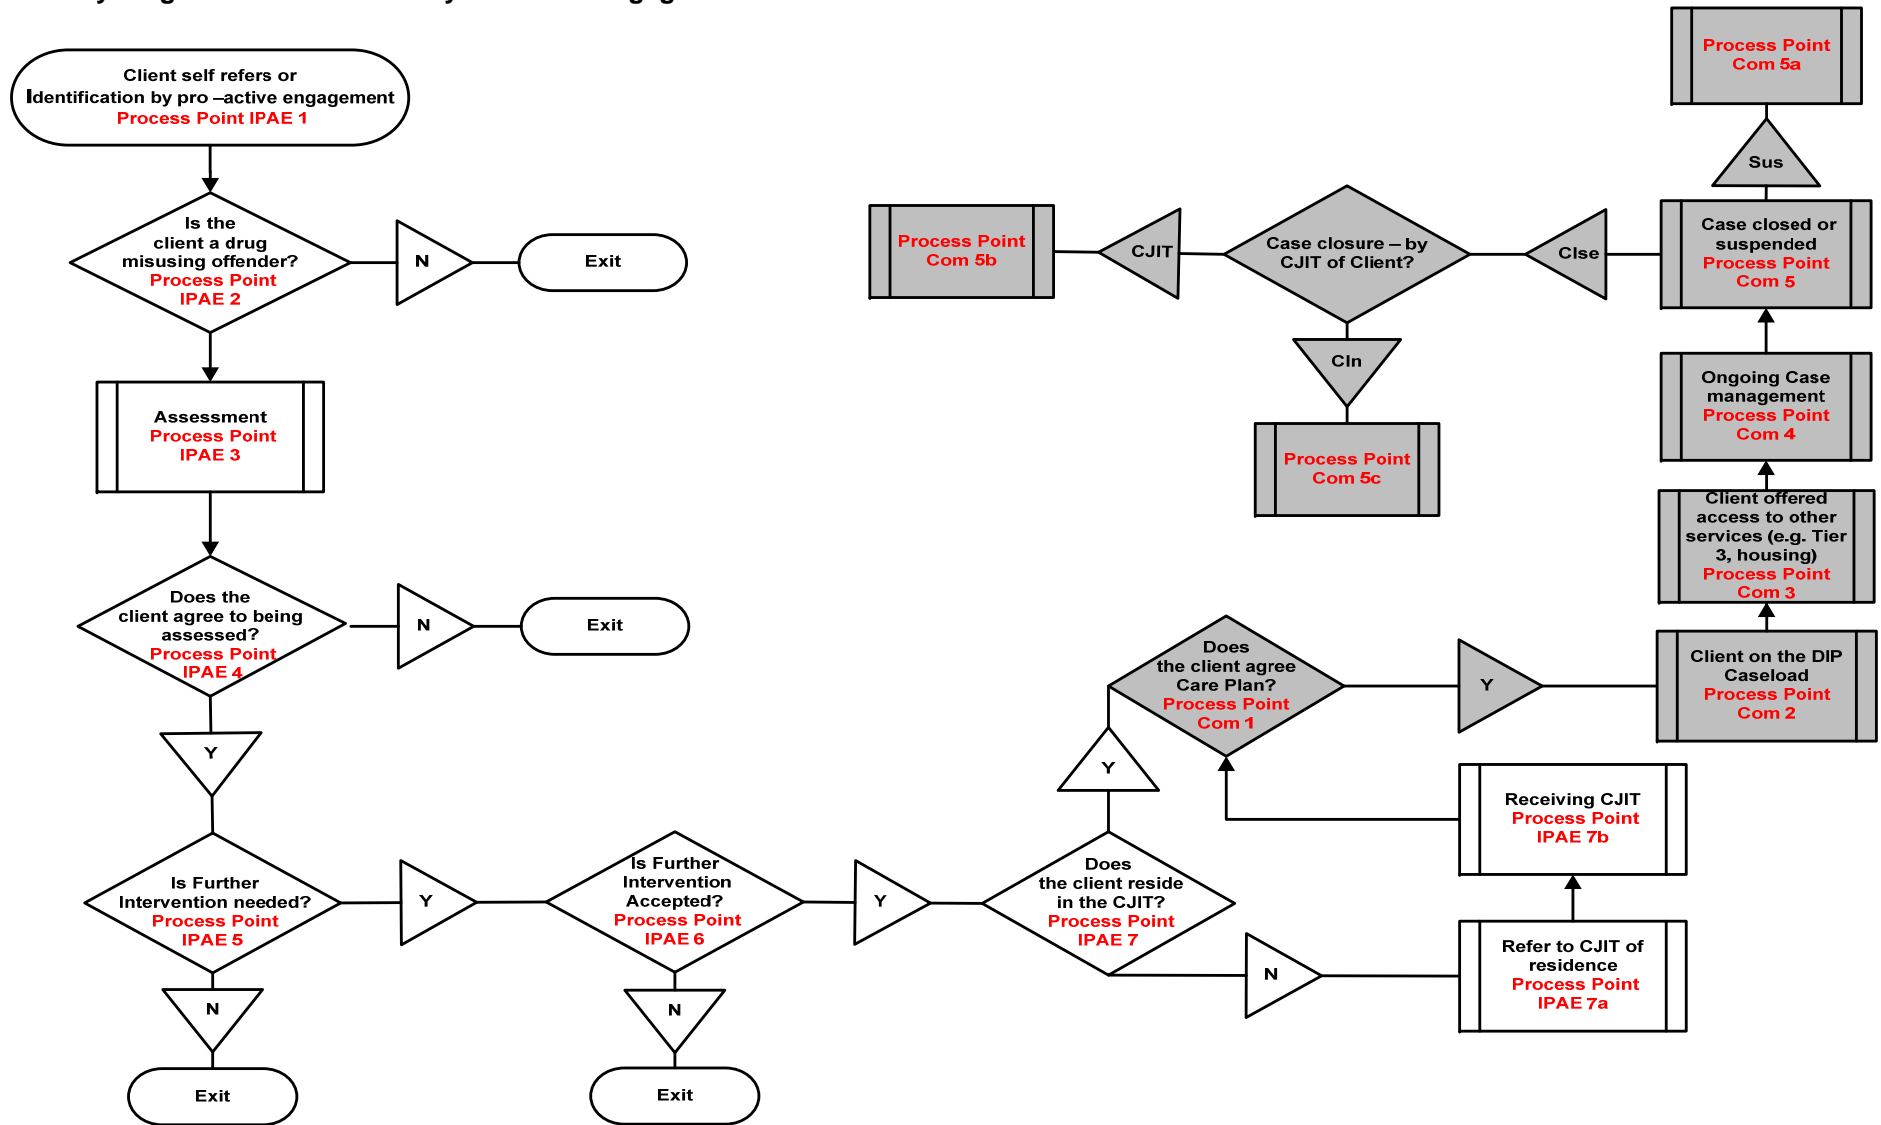 Client self refers or
Identification by pro –active engagement
Process Point IPAE 1
Is the
client a drug
misusing offender?
Process Point
IPAE 2
N
Exit
Assessment
Process Point
IPAE 3
Does the
client agree to being
assessed?
Process Point
IPAE 4
N
Exit
Y
Is Further
Intervention needed?
Process Point
IPAE 5
N
Exit
Y
Is Further
Intervention
Accepted?
Process Point
IPAE 6
N
Exit
Y
Does
the client reside
in the CJIT?
Process Point
IPAE 7
Y
N
Refer to CJIT of
residence
Process Point
IPAE 7a
Receiving CJIT
Process Point
IPAE 7b
Does
the client agree
Care Plan?
Process Point
Com 1
Y
Client on the DIP
Caseload
Process Point
Com 2
Client offered
access to other
services (e.g. Tier
3, housing)
Process Point
Com 3
Ongoing Case
management
Process Point
Com 4
Case closed or
suspended
Process Point
Com 5
Sus
Process Point
Com 5a
Clse
Case closure – by
CJIT of Client?
CJIT
Process Point
Com 5b
Cln
Process Point
Com 5c